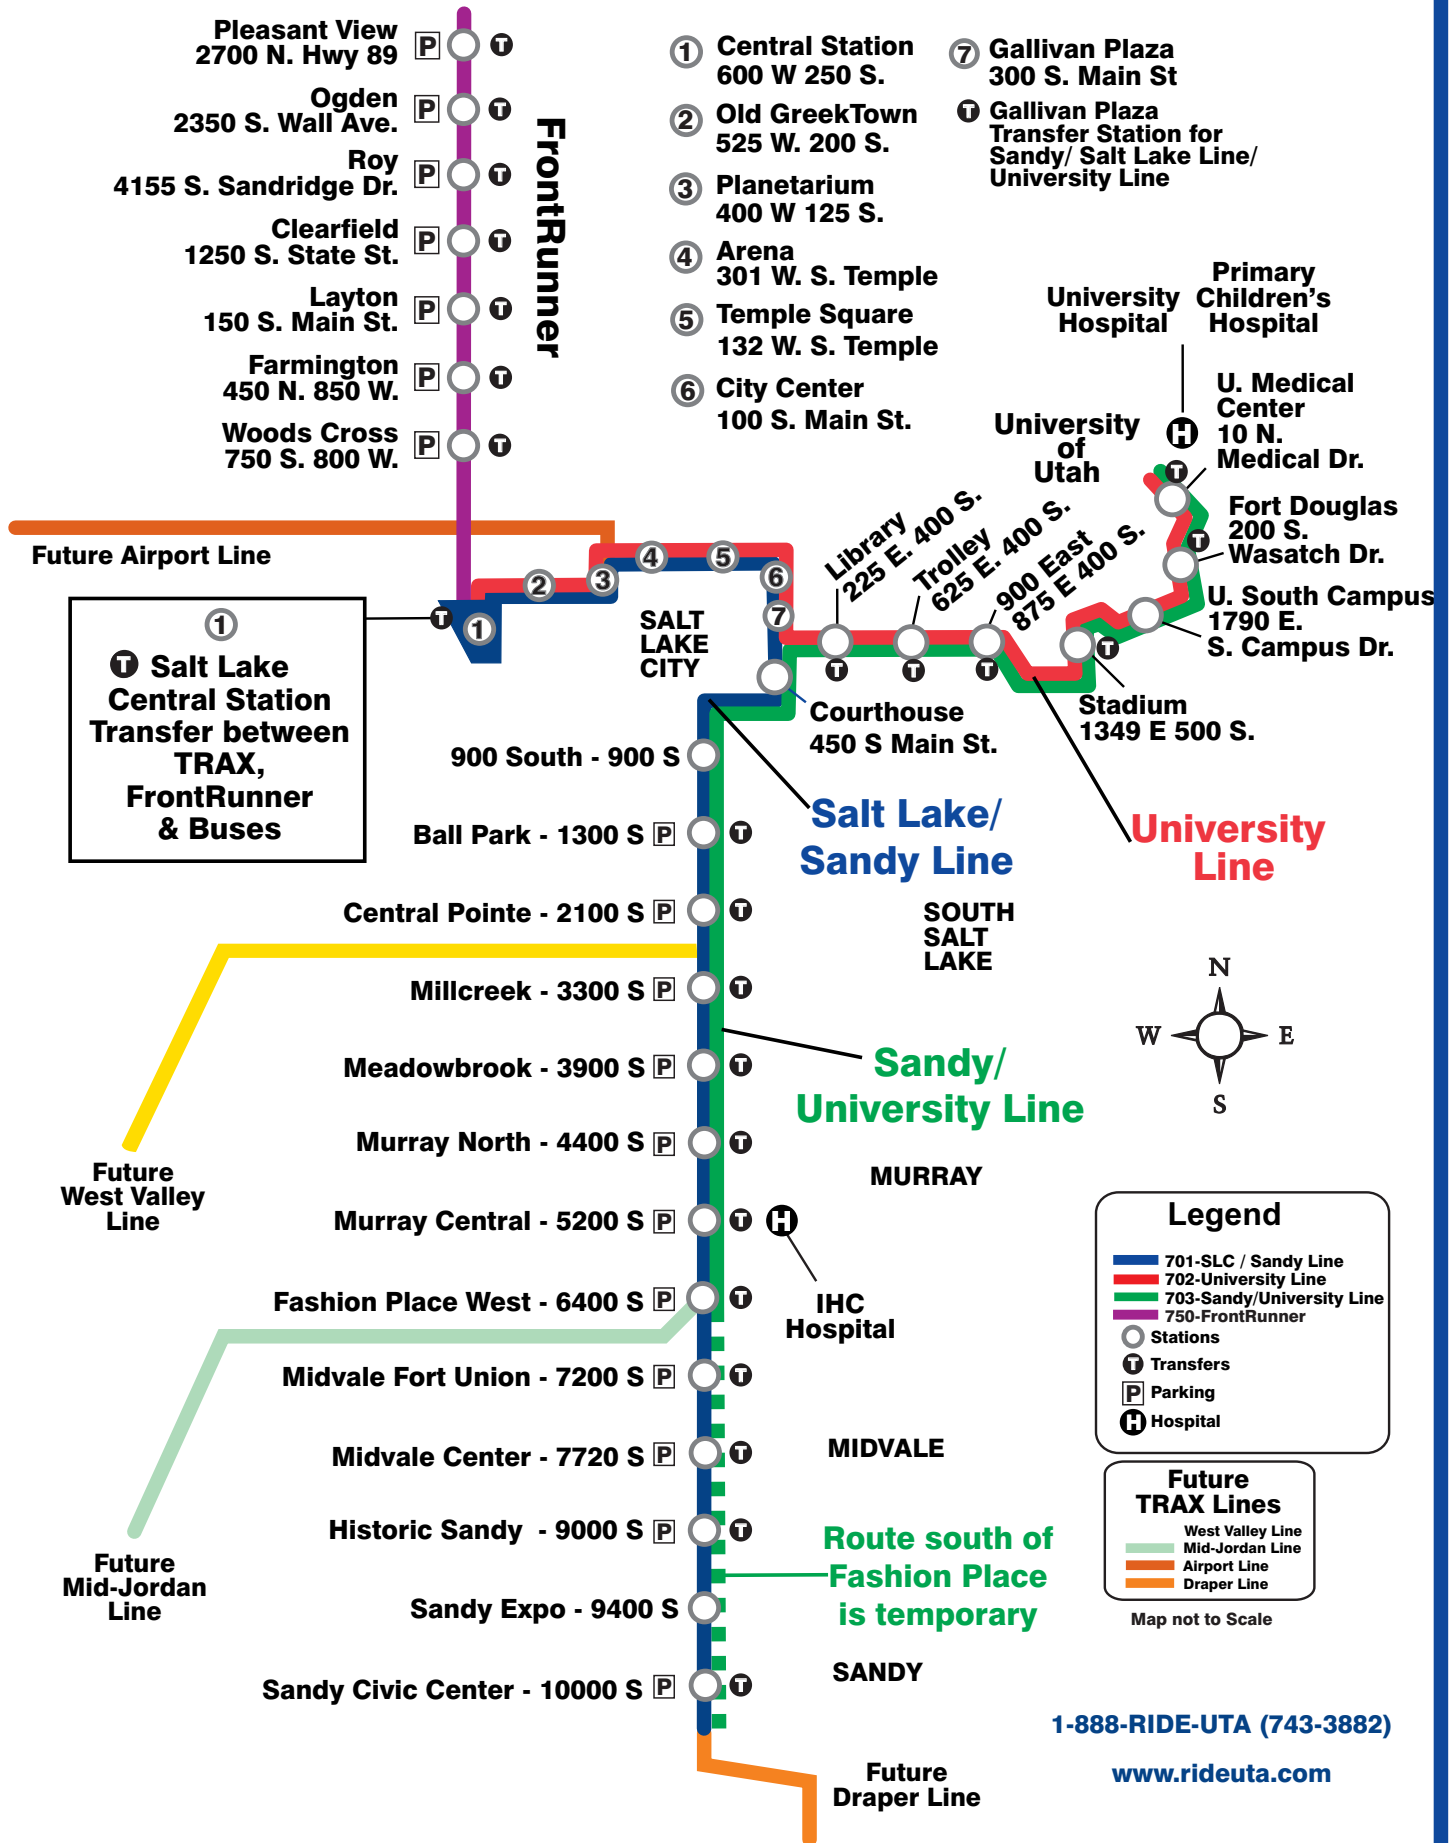 Pleasant View
2700 N. Hwy 89
P
T
Ogden
2350 S. Wall Ave.
P
T
Roy
4155 S. Sandridge Dr.
P
T
Clearfield
1250 S. State St.
P
T
Layton
150 S. Main St.
P
T
Farmington
450 N. 850 W.
P
T
Woods Cross
750 S. 800 W.
P
T
FrontRunner
1 Central Station
600 W 250 S.
2 Old GreekTown
525 W. 200 S.
3 Planetarium
400 W 125 S.
4 Arena
301 W. S. Temple
5 Temple Square
132 W. S. Temple
6 City Center
100 S. Main St.
7 Gallivan Plaza
300 S. Main St
T Gallivan Plaza
Transfer Station for
Sandy/ Salt Lake Line/
University Line
University
Hospital
Primary
Children's
Hospital
H
U. Medical
Center
10 N.
Medical Dr.
T
University
of
Utah
Fort Douglas
200 S.
Wasatch Dr.
T
U. South Campus
1790 E.
S. Campus Dr.
Stadium
1349 E 500 S.
T
900 East
875 E 400 S.
T
Trolley
625 E. 400 S.
T
Library
225 E. 400 S.
T
Future Airport Line
1
2
3
4
5
6
7
T
1
T Salt Lake
Central Station
Transfer between
TRAX,
FrontRunner
& Buses
SALT
LAKE
CITY
Courthouse
450 S Main St.
900 South - 900 S
Ball Park - 1300 S P
T
Central Pointe - 2100 S P
T
Millcreek - 3300 S P
T
Meadowbrook - 3900 S P
T
Murray North - 4400 S P
T
Murray Central - 5200 S P
T
H
IHC
Hospital
Fashion Place West - 6400 S P
T
Midvale Fort Union - 7200 S P
T
Midvale Center - 7720 S P
T
Historic Sandy - 9000 S P
T
Sandy Expo - 9400 S
Sandy Civic Center - 10000 S P
T
Salt Lake/
Sandy Line
University
Line
SOUTH
SALT
LAKE
Sandy/
University Line
N
W
E
S
MURRAY
MIDVALE
Route south of
Fashion Place
is temporary
SANDY
Future
West Valley
Line
Future
Mid-Jordan
Line
Future
Draper Line
Legend
701-SLC / Sandy Line
702-University Line
703-Sandy/University Line
750-FrontRunner
Stations
T Transfers
P Parking
H Hospital
Future
TRAX Lines
West Valley Line
Mid-Jordan Line
Airport Line
Draper Line
Map not to Scale
1-888-RIDE-UTA (743-3882)
www.rideuta.com